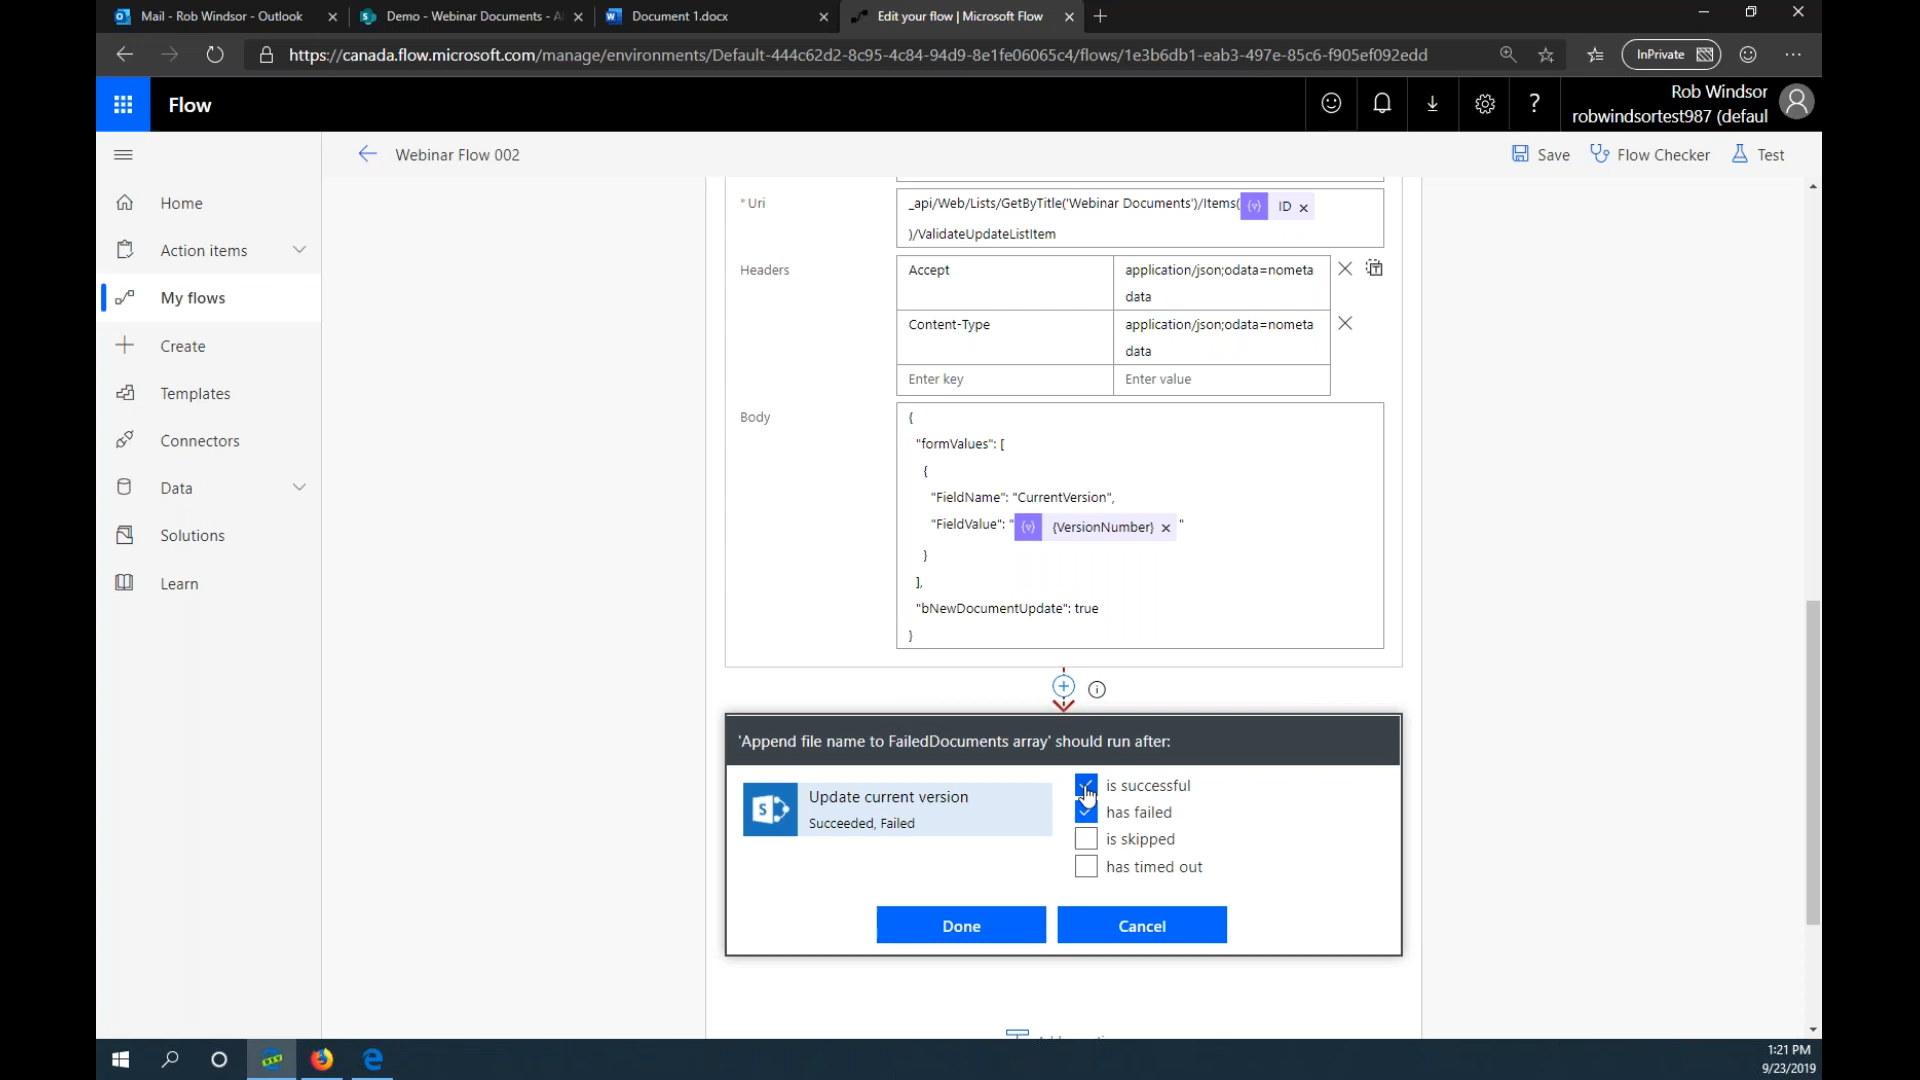 Mail - Rob Windsor - Outlook
Demo - Webinar Documents - A
Document 1.docx
Edit your flow | Microsoft Flow
https://canada.flow.microsoft.com/manage/environments/Default-444c62d2-8c95-4c84-94d9-8e1fe06065c4/flows/1e3b6db1-eab3-497e-85c6-f905ef092edd
InPrivate
Flow
?
Rob Windsor
robwindsortest987 (defaul
Webinar Flow 002
Save
Flow Checker
Test
Home
Action items
My flows
Create
Templates
Connectors
Data
Solutions
Learn
* Uri
_api/Web/Lists/GetByTitle('Webinar Documents')/Items( ID
)/ValidateUpdateListItem
Headers
Accept
application/json;odata=nometa
data
Content-Type
application/json;odata=nometa
data
Enter key
Enter value
Body
{
"formValues": [
{
"FieldName": "CurrentVersion",
"FieldValue": " {VersionNumber} "
}
],
"bNewDocumentUpdate": true
}
'Append file name to FailedDocuments array' should run after:
Update current version
Succeeded, Failed
is successful
has failed
is skipped
has timed out
Done
Cancel
1:21 PM
9/23/2019